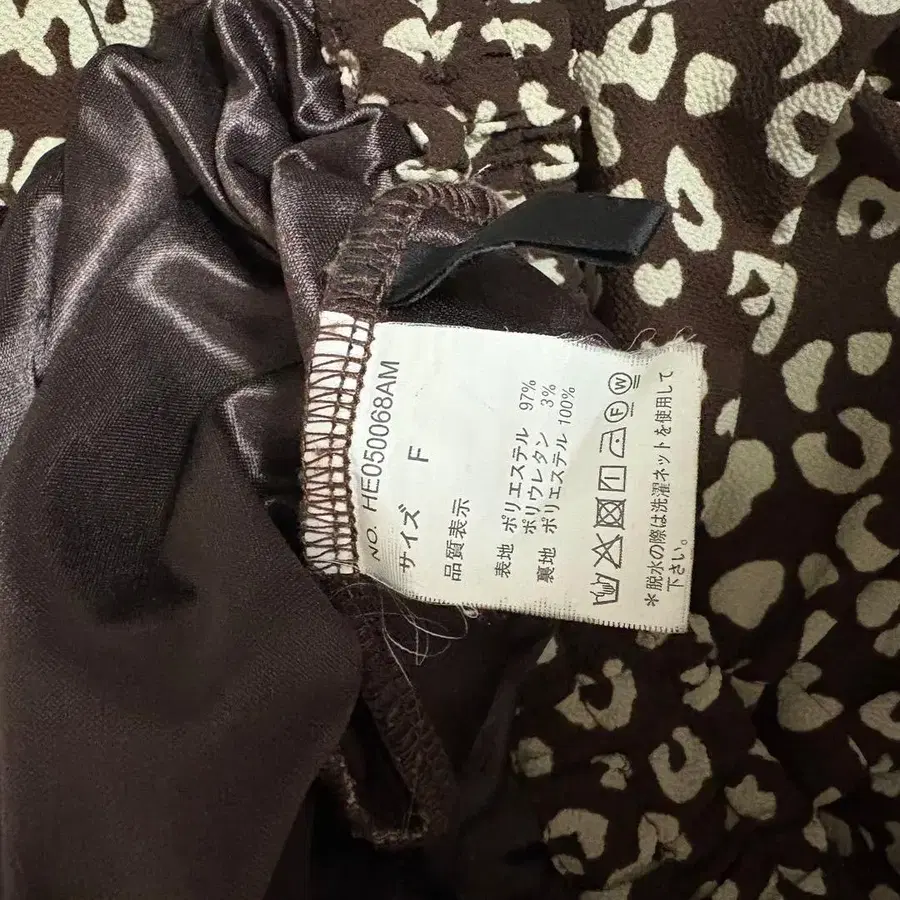 NO. HE050068AM
サイズ F
品質表示
表地 ポリエステル 97%
ポリウレタン 3%
裏地 ポリエステル 100%
F W
＊脱水の際は洗濯ネットを使用して
下さい。